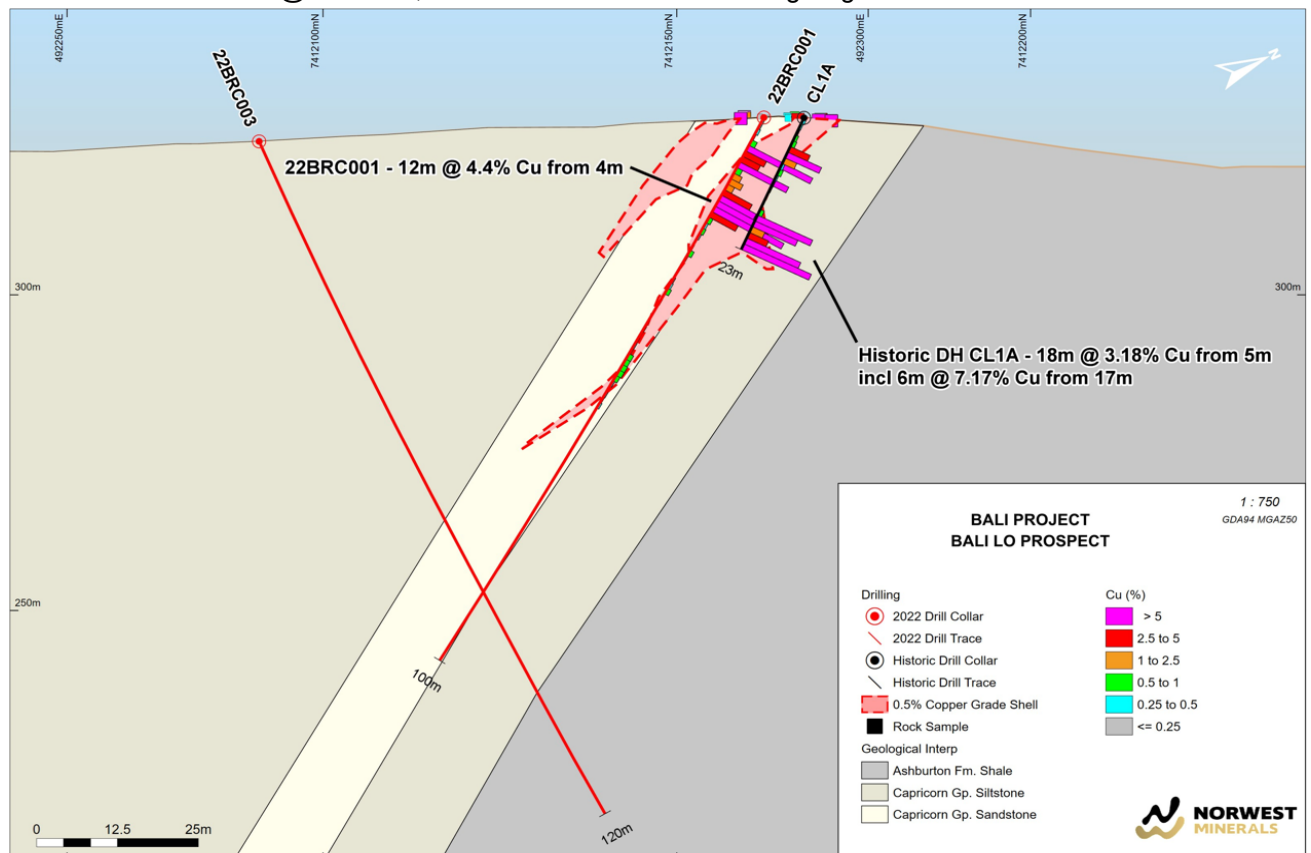 492250mE
7412100mN
7412150mN
492300mE
7412200mN
N
22BRC003
22BRC001
CL1A
22BRC001 - 12m @ 4.4% Cu from 4m
23m
300m
300m
Historic DH CL1A - 18m @ 3.18% Cu from 5m
incl 6m @ 7.17% Cu from 17m
250m
100m
120m
0 12.5 25m
BALI PROJECT
BALI LO PROSPECT
1 : 750
GDA94 MGAZ50
Drilling
2022 Drill Collar
2022 Drill Trace
Historic Drill Collar
Historic Drill Trace
0.5% Copper Grade Shell
Rock Sample
Geological Interp
Ashburton Fm. Shale
Capricorn Gp. Siltstone
Capricorn Gp. Sandstone
Cu (%)
> 5
2.5 to 5
1 to 2.5
0.5 to 1
0.25 to 0.5
<= 0.25
NORWEST
MINERALS